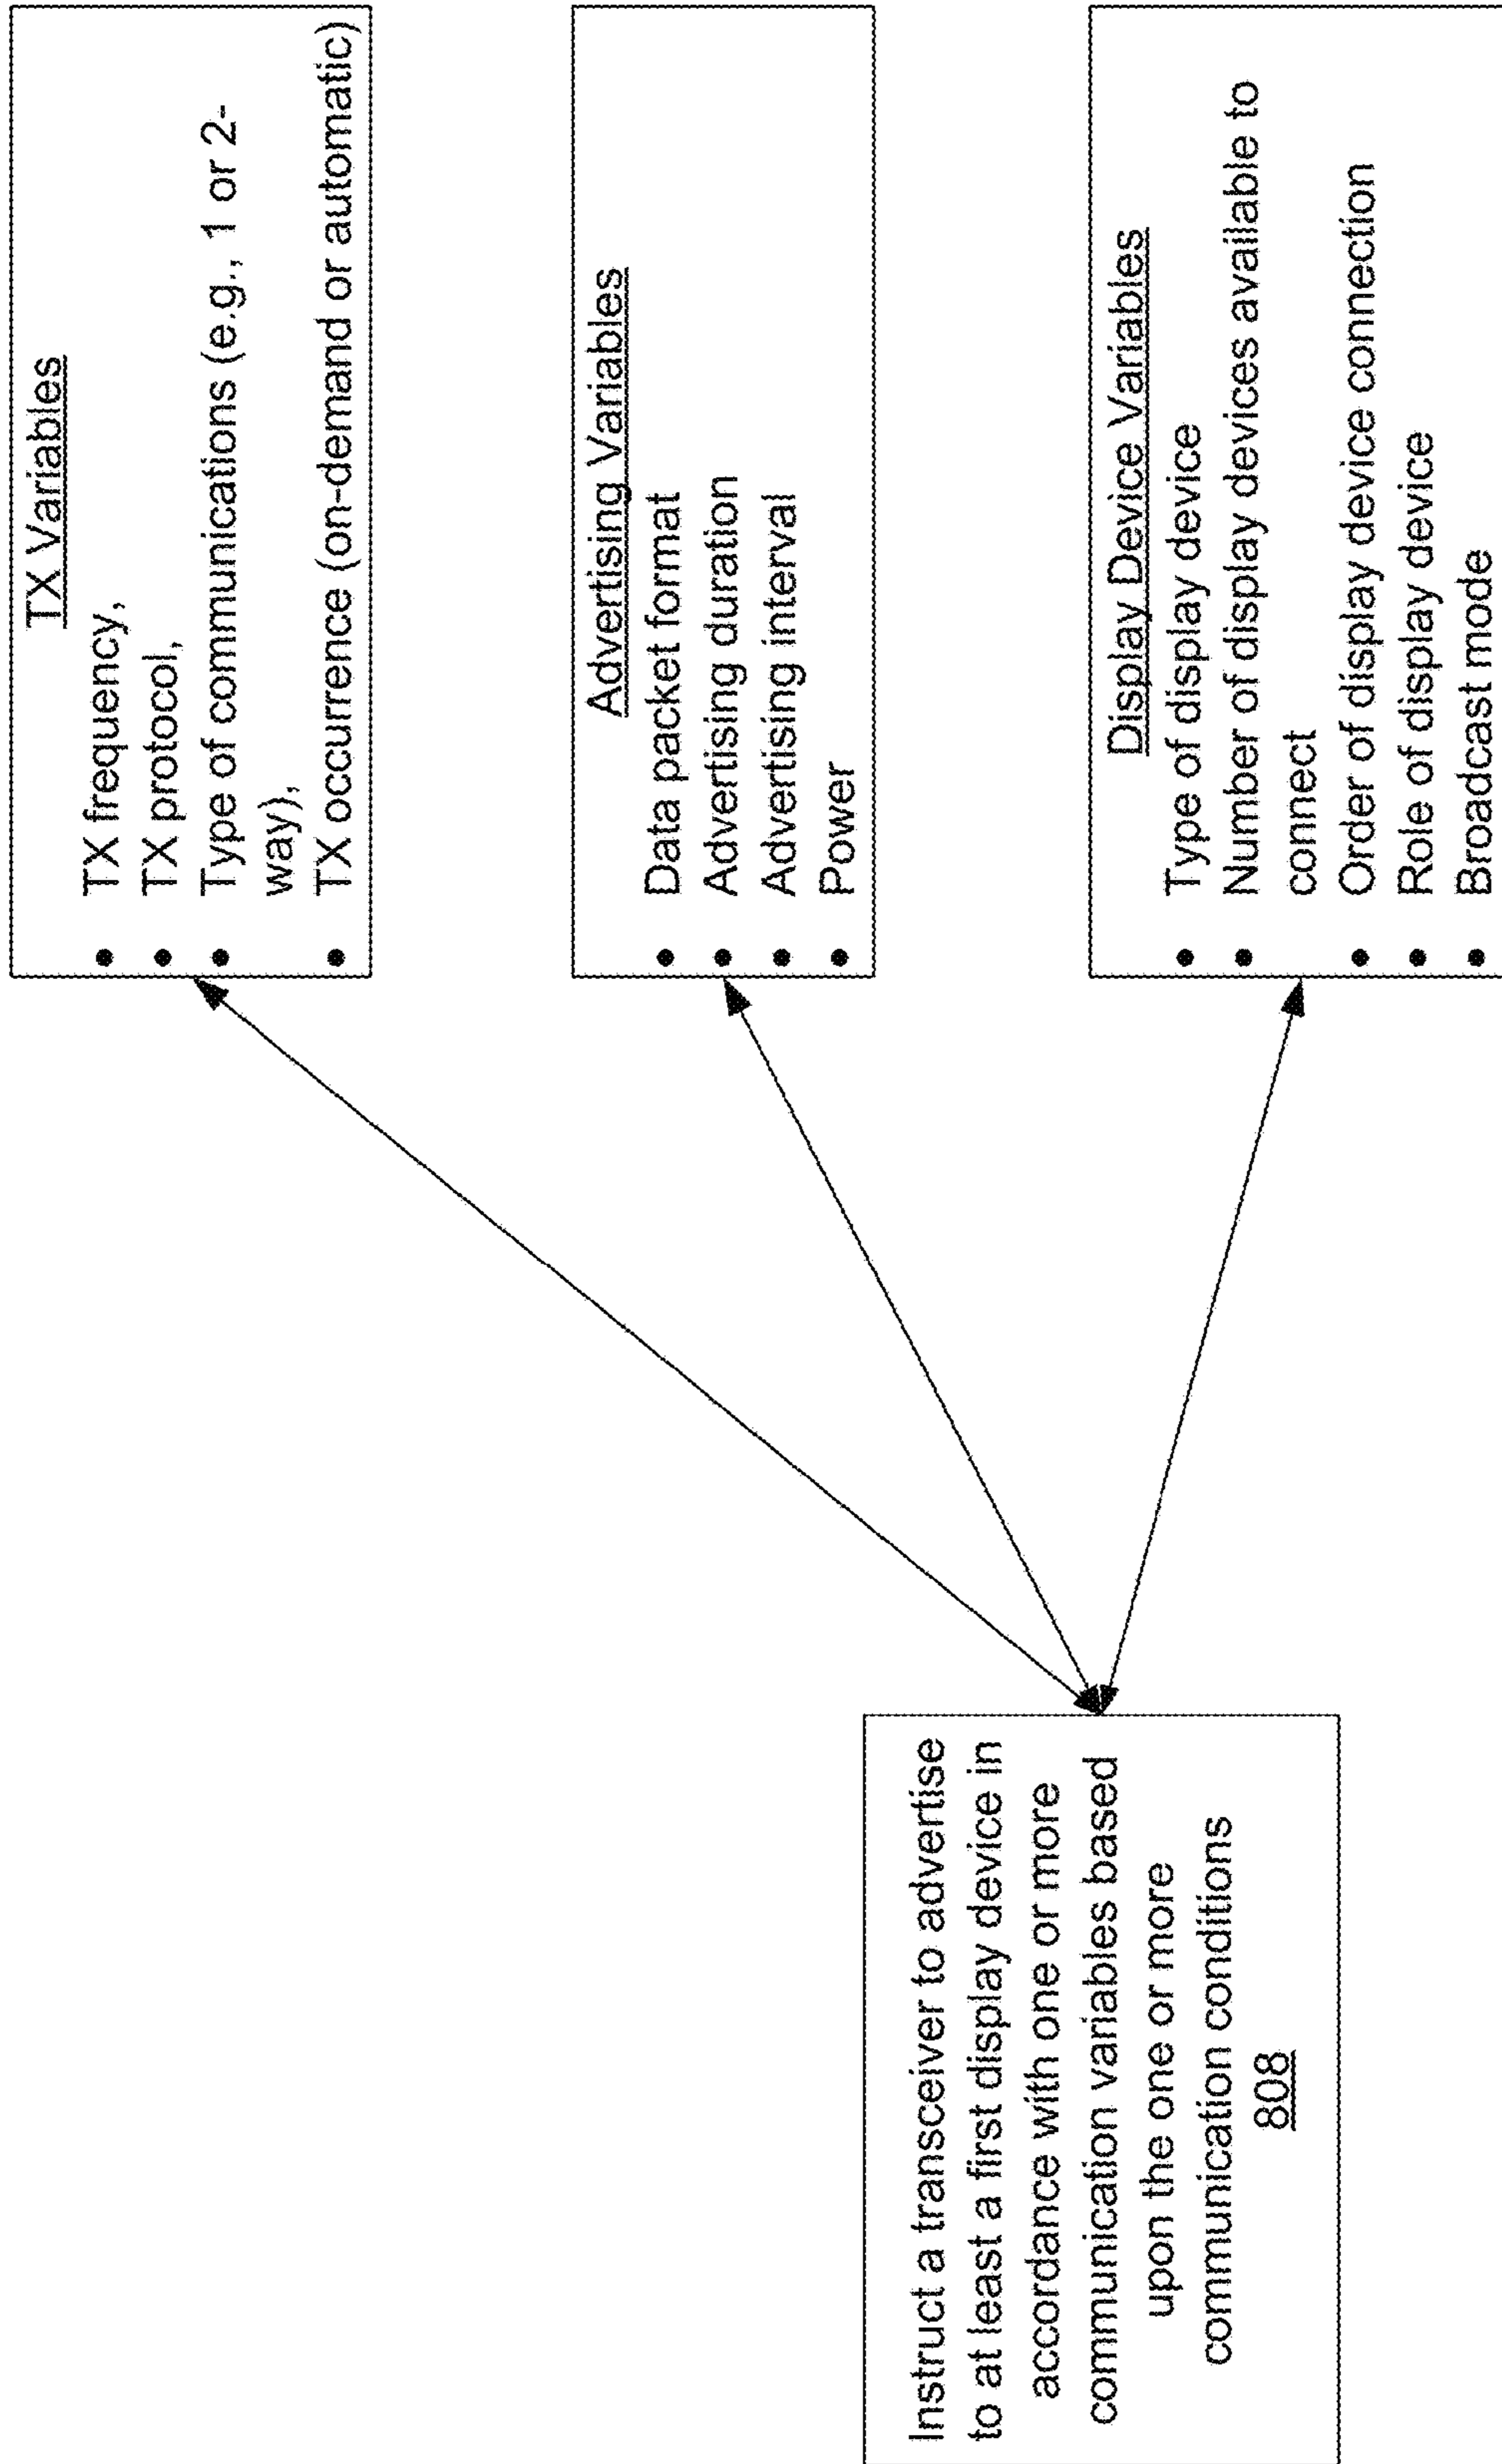 TX Variables
• TX frequency,
• TX protocol,
• Type of communications (e.g., 1 or 2-
way),
• TX occurrence (on-demand or automatic)
Advertising Variables
• Data packet format
• Advertising duration
• Advertising interval
• Power
Display Device Variables
• Type of display device
• Number of display devices available to
connect
• Order of display device connection
• Role of display device
• Broadcast mode
Instruct a transceiver to advertise
to at least a first display device in
accordance with one or more
communication variables based
upon the one or more
communication conditions
808